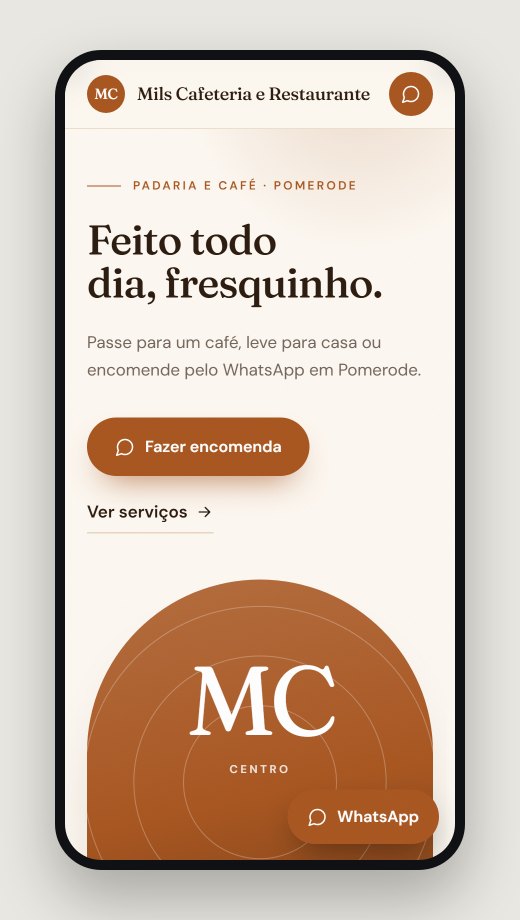 MC Mils Cafeteria e Restaurante
PADARIA E CAFÉ · POMERODE
Feito todo
dia, fresquinho.
Passe para um café, leve para casa ou
encomende pelo WhatsApp em Pomerode.
Fazer encomenda
Ver serviços →
MC
CENTRO
WhatsApp